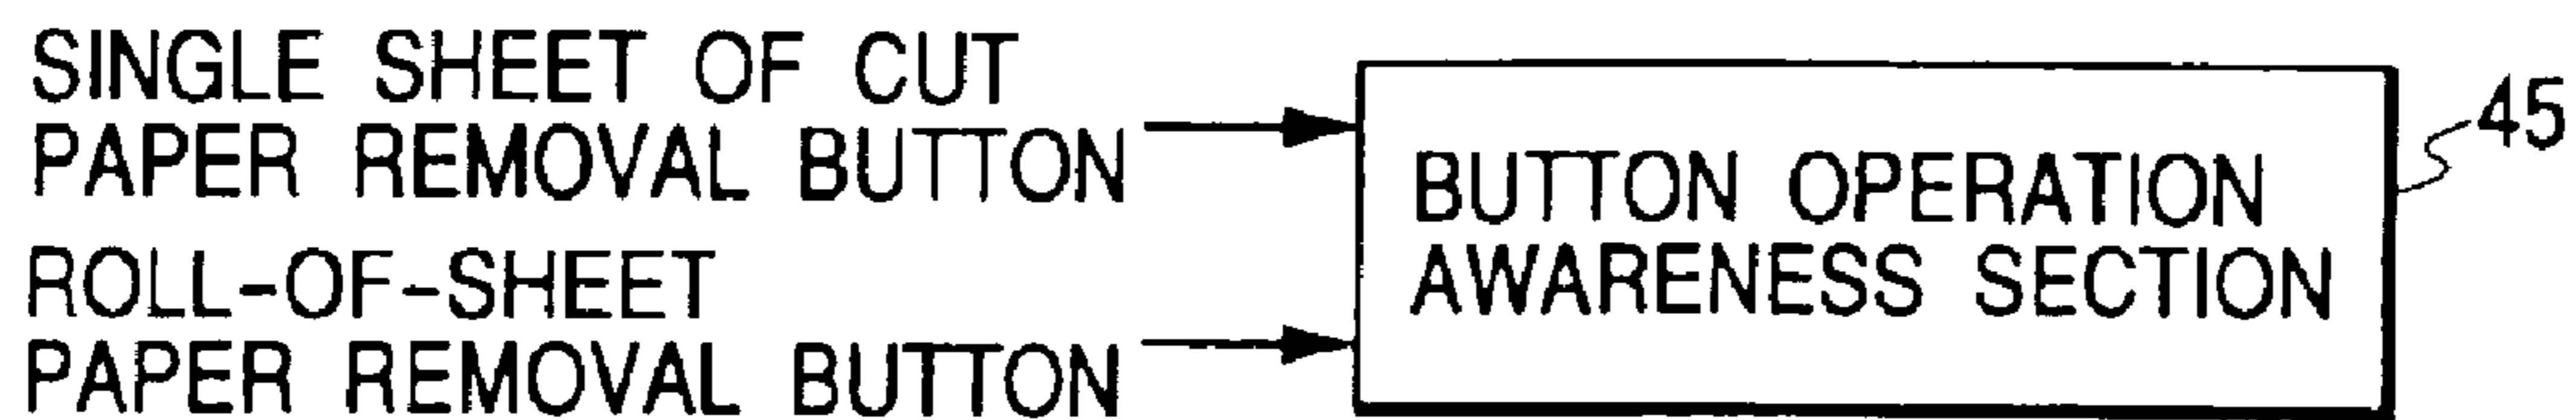 SINGLE SHEET OF CUT
PAPER REMOVAL BUTTON
ROLL-OF-SHEET
PAPER REMOVAL BUTTON
BUTTON OPERATION
AWARENESS SECTION
45